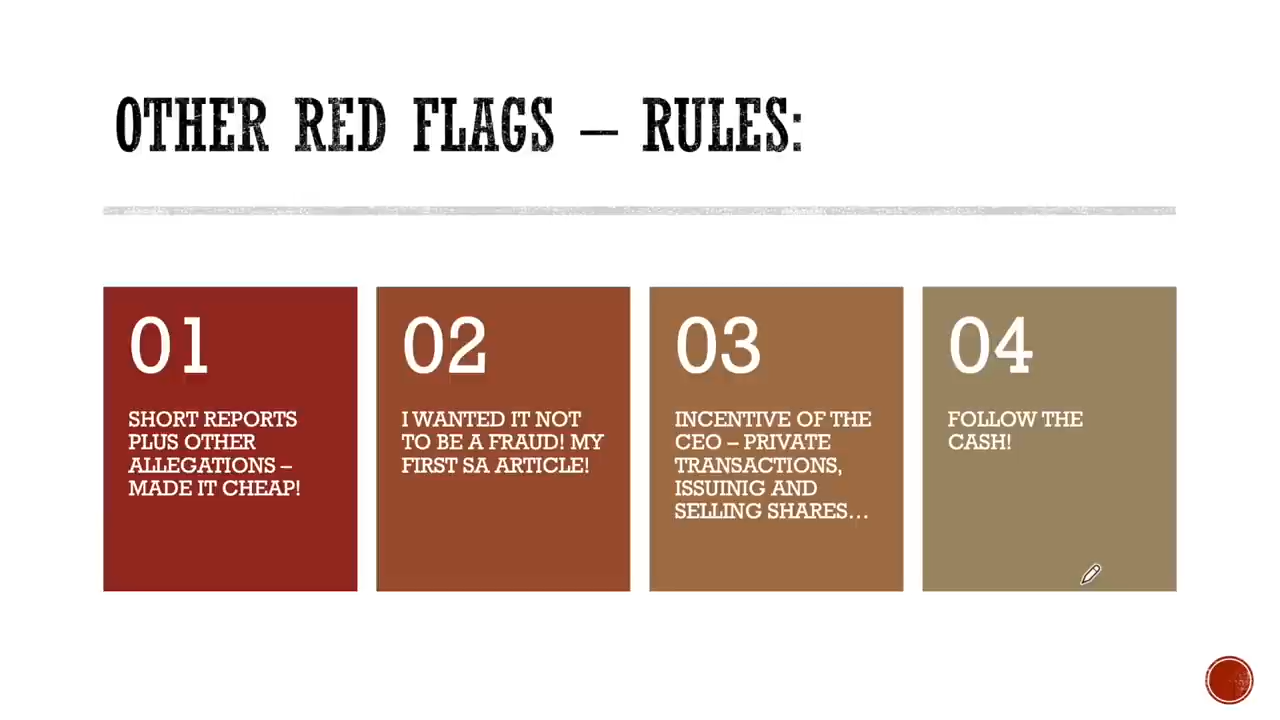 OTHER RED FLAGS – RULES:
01
SHORT REPORTS
PLUS OTHER
ALLEGATIONS –
MADE IT CHEAP!
02
I WANTED IT NOT
TO BE A FRAUD! MY
FIRST SA ARTICLE!
03
INCENTIVE OF THE
CEO – PRIVATE
TRANSACTIONS,
ISSUINIG AND
SELLING SHARES...
04
FOLLOW THE
CASH!